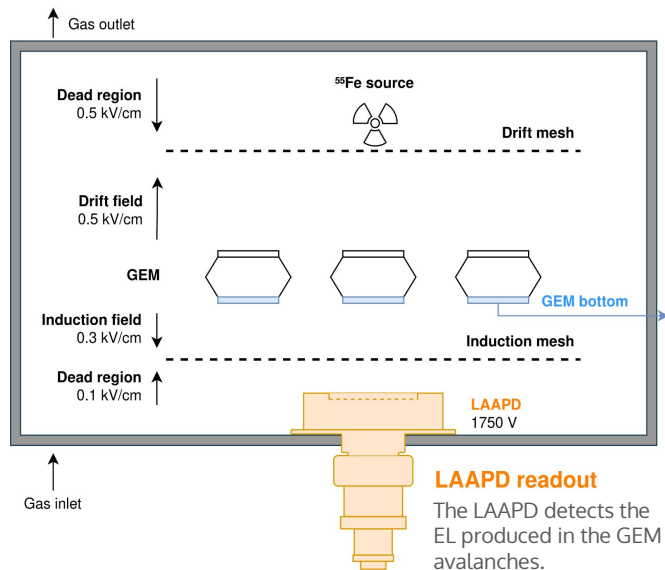 Gas outlet
Dead region
0.5 kV/cm
⁵⁵Fe source
Drift mesh
Drift field
0.5 kV/cm
GEM
GEM bottom
Induction field
0.3 kV/cm
Induction mesh
Dead region
0.1 kV/cm
LAAPD
1750 V
Gas inlet
LAAPD readout
The LAAPD detects the
EL produced in the GEM
avalanches.